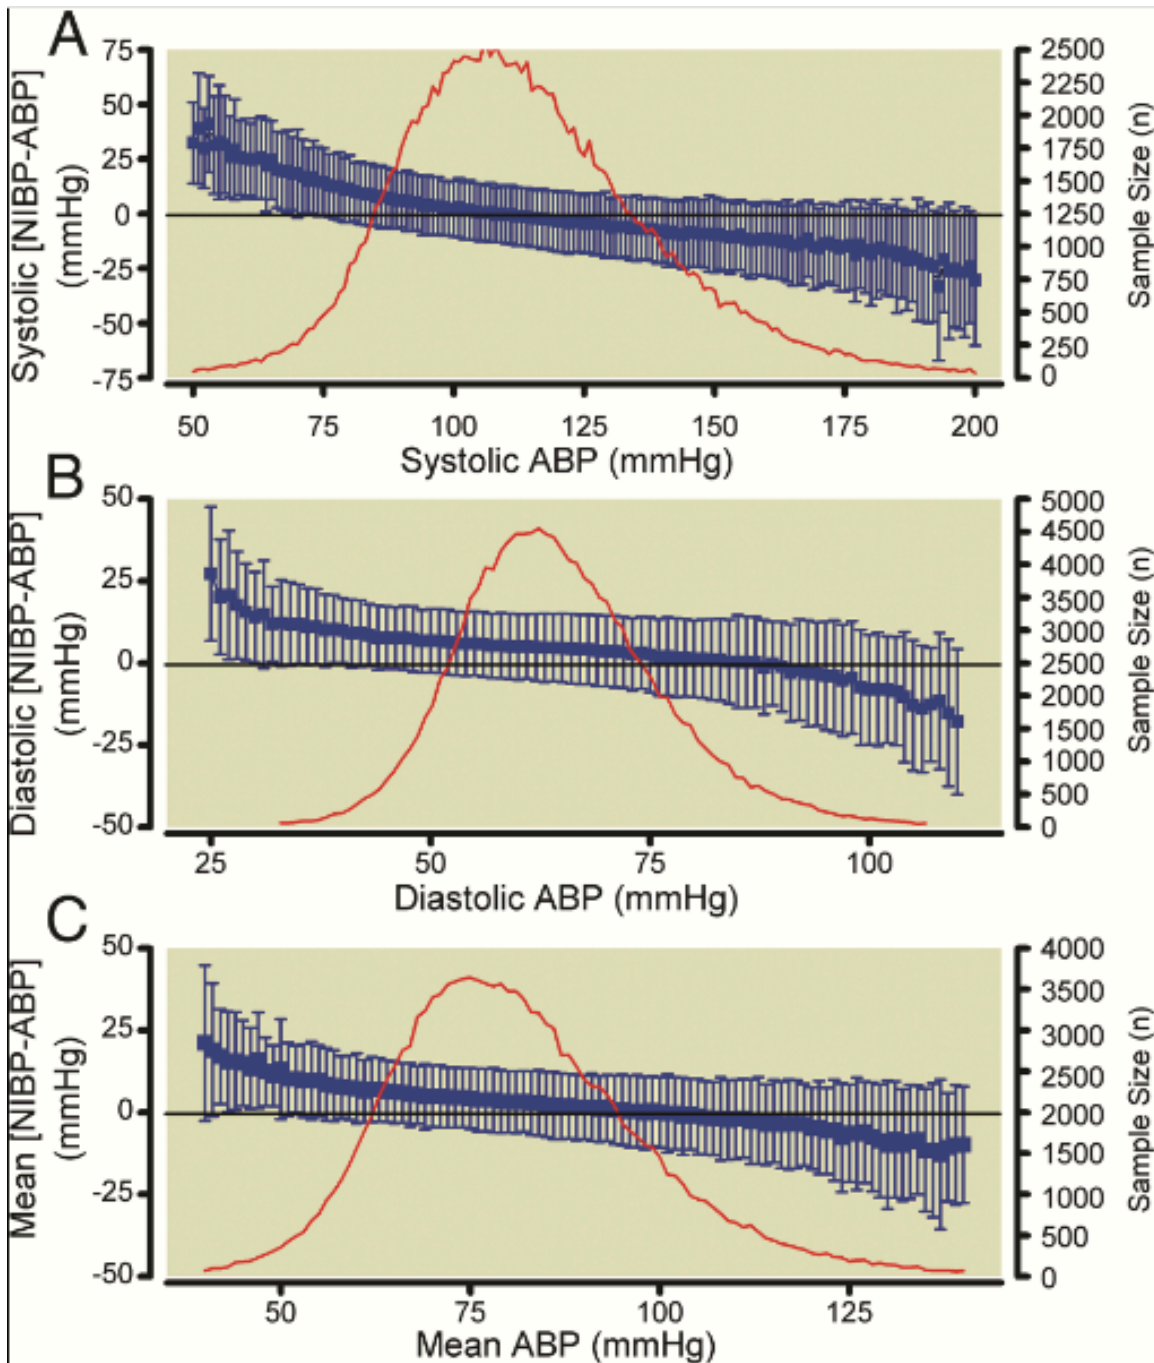 A
Systolic [NIBP-ABP]
(mmHg)
75
50
25
0
-25
-50
-75
2500
2250
2000
1750
1500
1250
1000
750
500
250
0
Sample Size (n)
50 75 100 125 150 175 200
Systolic ABP (mmHg)
B
Diastolic [NIBP-ABP]
(mmHg)
50
25
0
-25
-50
5000
4500
4000
3500
3000
2500
2000
1500
1000
500
0
Sample Size (n)
25 50 75 100
Diastolic ABP (mmHg)
C
Mean [NIBP-ABP]
(mmHg)
50
25
0
-25
-50
4000
3500
3000
2500
2000
1500
1000
500
0
Sample Size (n)
50 75 100 125
Mean ABP (mmHg)